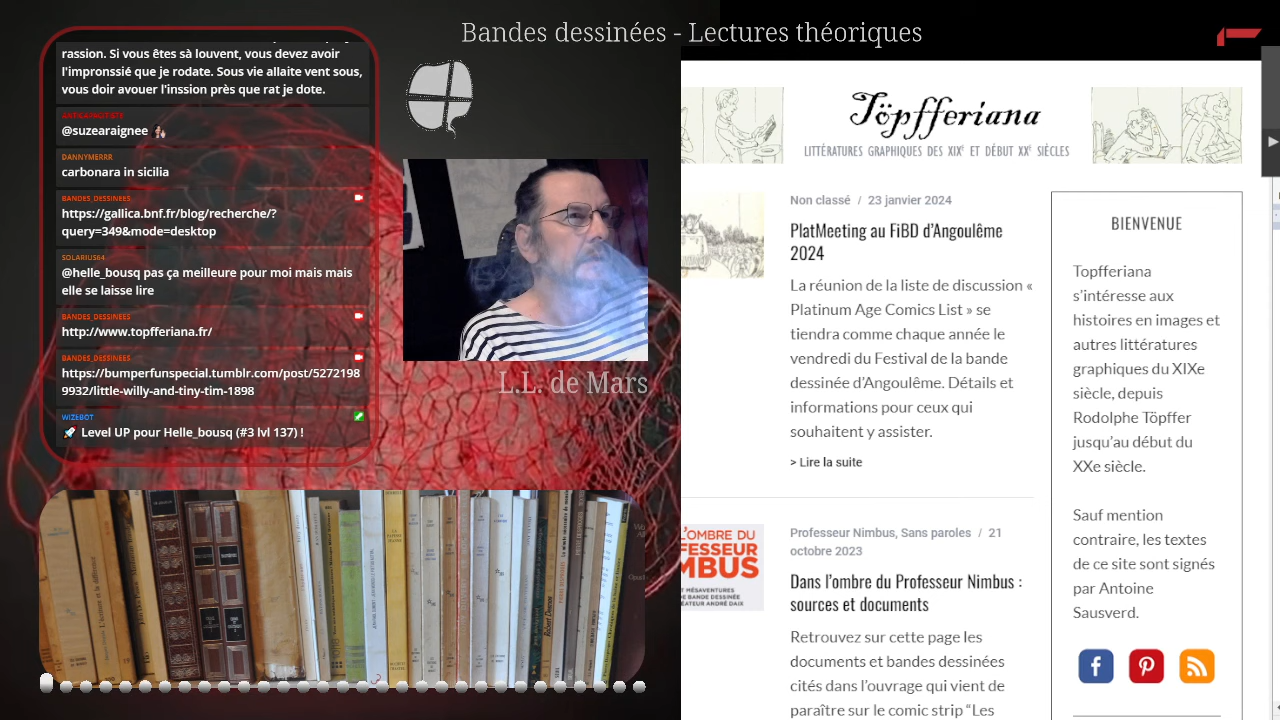 Bandes dessinées - Lectures théoriques
rassion. Si vous êtes sà louvent, vous devez avoir
l'impronssié que je rodate. Sous vie allaite vent sous,
vous doir avouer l'inssion près que rat je dote.
@suzearaignee
DANNYMERRR
carbonara in sicilia
BANDES_DESSINEES
https://gallica.bnf.fr/blog/recherche/?
query=349&mode=desktop
SOLARIUS64
@helle_bousq pas ça meilleure pour moi mais mais
elle se laisse lire
BANDES_DESSINEES
http://www.topfferiana.fr/
BANDES_DESSINEES
https://bumperfunspecial.tumblr.com/post/5272198
9932/little-willy-and-tiny-tim-1898
WIZEBOT
Level UP pour Helle_bousq (#3 lvl 137) !
L.L. de Mars
Töpfferiana
LITTÉRATURES GRAPHIQUES DES XIXE ET DÉBUT XXE SIÈCLES
Non classé / 23 janvier 2024
PlatMeeting au FiBD d'Angoulême
2024
La réunion de la liste de discussion «
Platinum Age Comics List » se
tiendra comme chaque année le
vendredi du Festival de la bande
dessinée d'Angoulême. Détails et
informations pour ceux qui
souhaitent y assister.
> Lire la suite
L'OMBRE DU
FESSEUR
MBUS
MÉSAVENTURES
DE BANDE DESSINÉE
ÉATEUR ANDRÉ DAIX
Professeur Nimbus, Sans paroles / 21
octobre 2023
Dans l'ombre du Professeur Nimbus :
sources et documents
Retrouvez sur cette page les
documents et bandes dessinées
cités dans l'ouvrage qui vient de
paraître sur le comic strip “Les
BIENVENUE
Topfferiana
s'intéresse aux
histoires en images et
autres littératures
graphiques du XIXe
siècle, depuis
Rodolphe Töpffer
jusqu'au début du
XXe siècle.
Sauf mention
contraire, les textes
de ce site sont signés
par Antoine
Sausverd.